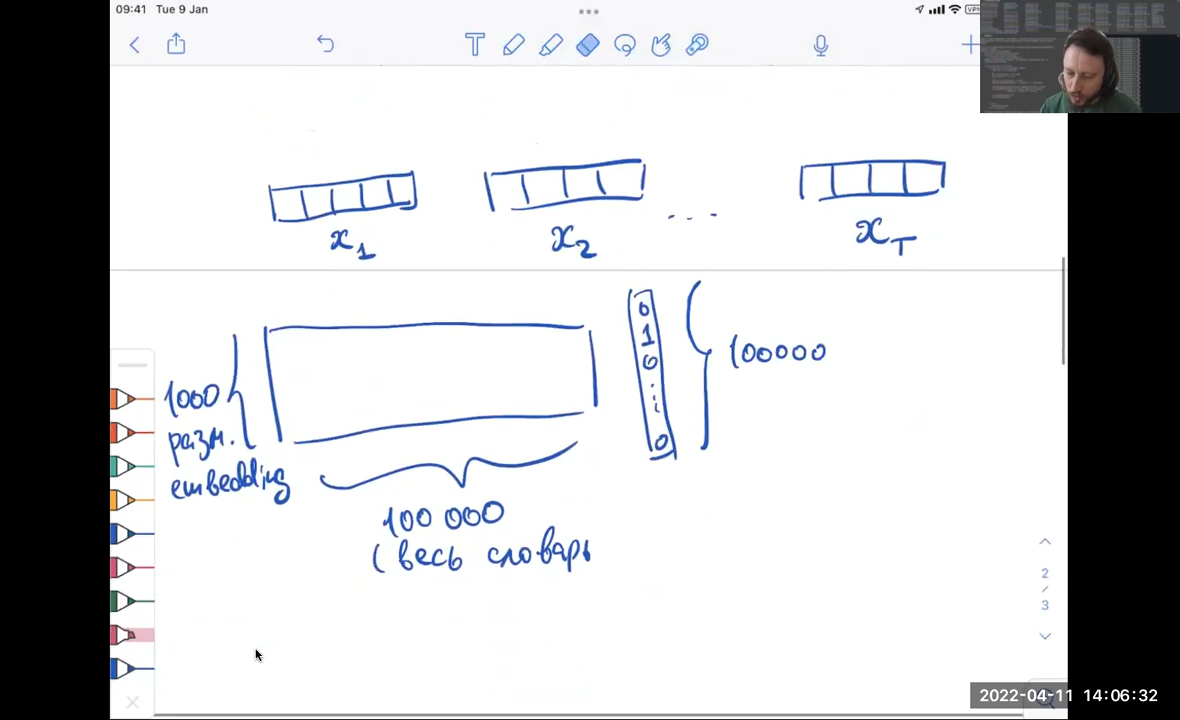 09:41 Tue 9 Jan
VPN
x1
x2
. . .
xT
1000
разм.
embedding
0
1
0
⋮
0
100000
100 000
(весь словарь
2
/
3
2022-04-11 14:06:32